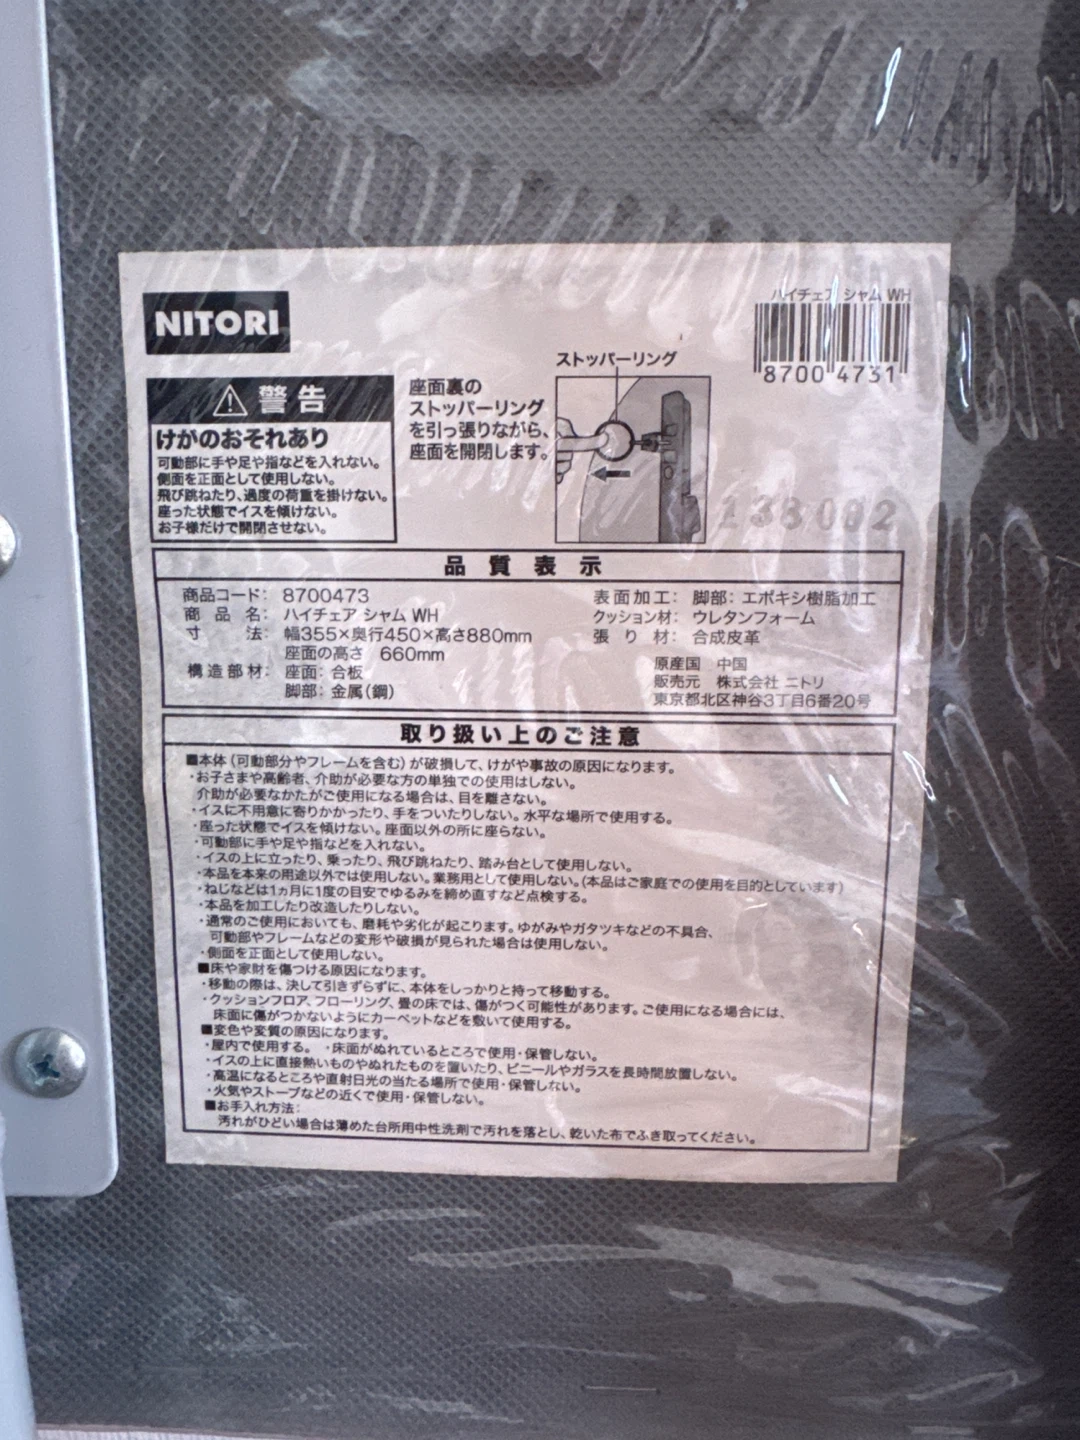 NITORI
ハイチェア シャム WH
8700 4731
警告
けがのおそれあり
可動部に手や足や指などを入れない。
側面を正面として使用しない。
飛び跳ねたり、過度の荷重を掛けない。
座った状態でイスを傾けない。
お子様だけで開閉させない。
座面裏の
ストッパーリング
を引っ張りながら、
座面を開閉します。
ストッパーリング
品質表示
商品コード: 8700473
商品名: ハイチェア シャム WH
寸法: 幅355×奥行450×高さ880mm
座面の高さ 660mm
構造部材: 座面: 合板
脚部: 金属(鋼)
表面加工: 脚部: エポキシ樹脂加工
クッション材: ウレタンフォーム
張り材: 合成皮革
原産国 中国
販売元 株式会社 ニトリ
東京都北区神谷3丁目6番20号
取り扱い上のご注意
■本体(可動部分やフレームを含む)が破損して、けがや事故の原因になります。
・お子さまや高齢者、介助が必要な方の単独での使用はしない。
介助が必要なかたがご使用になる場合は、目を離さない。
・イスに不用意に寄りかかったり、手をついたりしない。水平な場所で使用する。
・座った状態でイスを傾けない。座面以外の所に座らない。
・可動部に手や足や指などを入れない。
・イスの上に立ったり、乗ったり、飛び跳ねたり、踏み台として使用しない。
・本品を本来の用途以外では使用しない。業務用として使用しない。(本品はご家庭での使用を目的としています)
・ねじなどは1ヵ月に1度の目安でゆるみを締め直すなど点検する。
・本品を加工したり改造したりしない。
・通常のご使用においても、磨耗や劣化が起こります。ゆがみやガタツキなどの不具合、
可動部やフレームなどの変形や破損が見られた場合は使用しない。
・側面を正面として使用しない。
■床や家財を傷つける原因になります。
・移動の際は、決して引きずらずに、本体をしっかりと持って移動する。
・クッションフロア、フローリング、畳の床では、傷がつく可能性があります。ご使用になる場合には、
床面に傷がつかないようにカーペットなどを敷いて使用する。
■変色や変質の原因になります。
・屋内で使用する。 ・床面がぬれているところで使用・保管しない。
・イスの上に直接熱いものやぬれたものを置いたり、ビニールやガラスを長時間放置しない。
・高温になるところや直射日光の当たる場所で使用・保管しない。
・火気やストーブなどの近くで使用・保管しない。
■お手入れ方法:
汚れがひどい場合は薄めた台所用中性洗剤で汚れを落とし、乾いた布でふき取ってください。